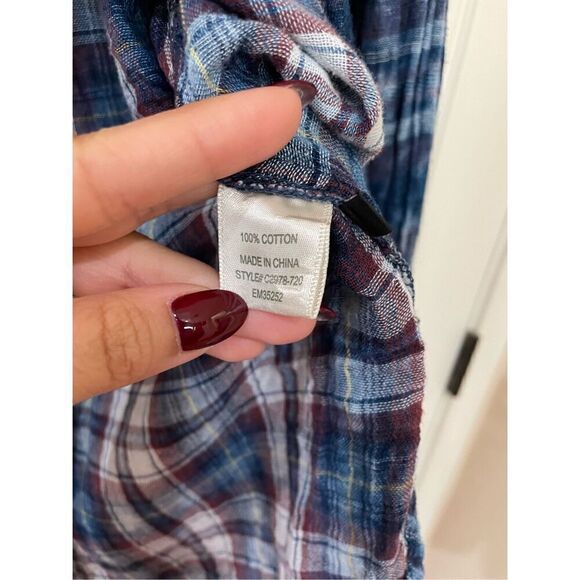 100% COTTON
MADE IN CHINA
STYLE# C2978-720
EM35252